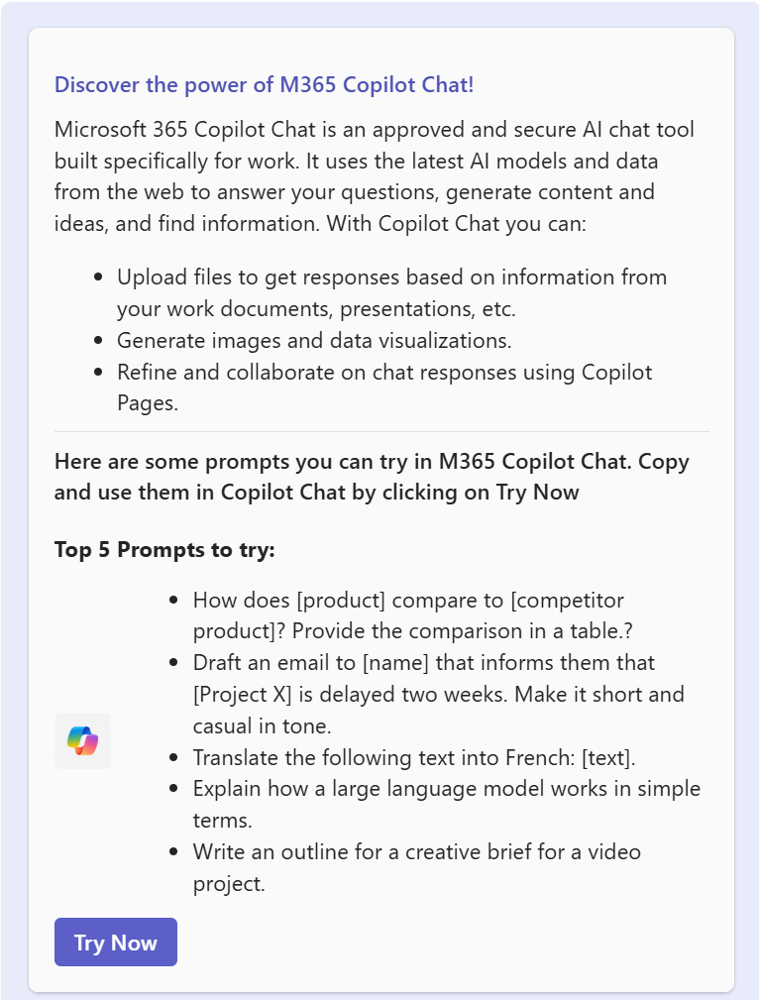 Discover the power of M365 Copilot Chat!
Microsoft 365 Copilot Chat is an approved and secure AI chat tool
built specifically for work. It uses the latest AI models and data
from the web to answer your questions, generate content and
ideas, and find information. With Copilot Chat you can:
• Upload files to get responses based on information from
your work documents, presentations, etc.
• Generate images and data visualizations.
• Refine and collaborate on chat responses using Copilot
Pages.
Here are some prompts you can try in M365 Copilot Chat. Copy
and use them in Copilot Chat by clicking on Try Now
Top 5 Prompts to try:
• How does [product] compare to [competitor
product]? Provide the comparison in a table.?
• Draft an email to [name] that informs them that
[Project X] is delayed two weeks. Make it short and
casual in tone.
• Translate the following text into French: [text].
• Explain how a large language model works in simple
terms.
• Write an outline for a creative brief for a video
project.
Try Now